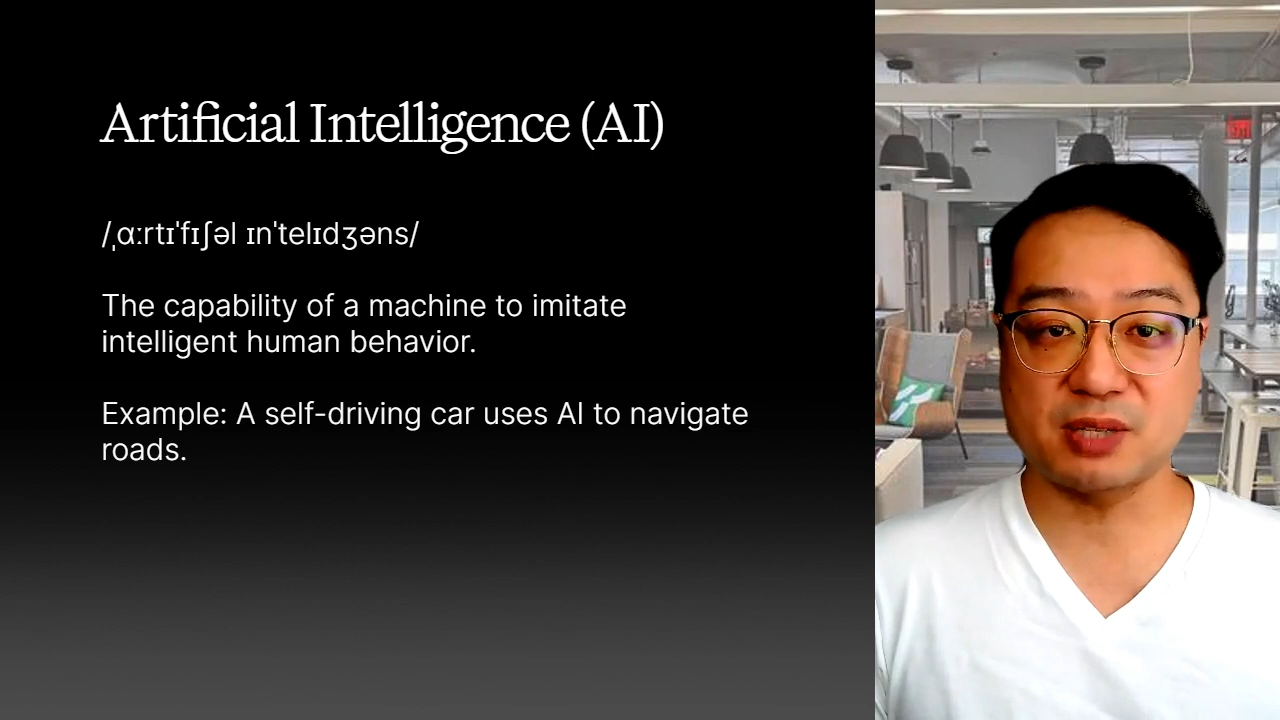 Artificial Intelligence (AI)
/ˌɑːrtɪˈfɪʃəl ɪnˈtelɪdʒəns/
The capability of a machine to imitate
intelligent human behavior.
Example: A self-driving car uses AI to navigate
roads.